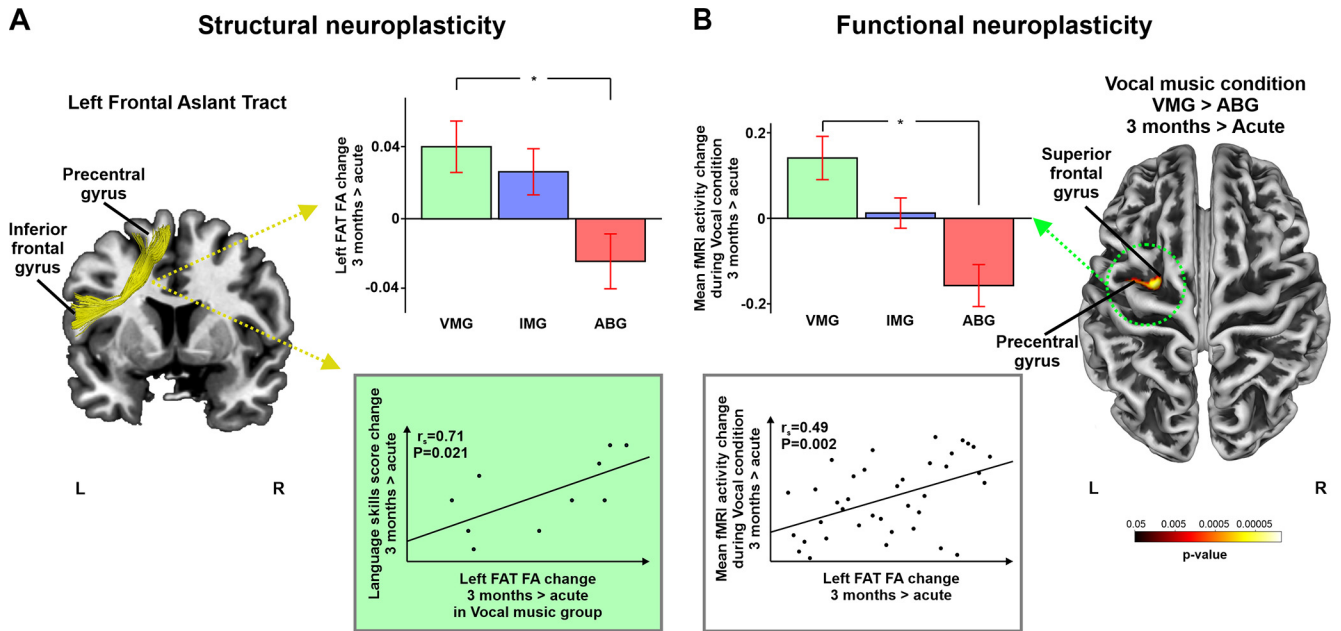 A
Structural neuroplasticity
Left Frontal Aslant Tract
Precentral
gyrus
Inferior
frontal
gyrus
L
R
Left FAT FA change
3 months > acute
0.04
0
-0.04
*
VMG
IMG
ABG
Language skills score change
3 months > acute
rs=0.71
P=0.021
Left FAT FA change
3 months > acute
in Vocal music group
B
Functional neuroplasticity
Mean fMRI activity change
during Vocal condition
3 months > acute
0.2
0
-0.2
*
VMG
IMG
ABG
Vocal music condition
VMG > ABG
3 months > Acute
Superior
frontal
gyrus
Precentral
gyrus
Mean fMRI activity change
during Vocal condition
3 months > acute
rs=0.49
P=0.002
Left FAT FA change
3 months > acute
L
R
0.05 0.005 0.0005 0.00005
p-value